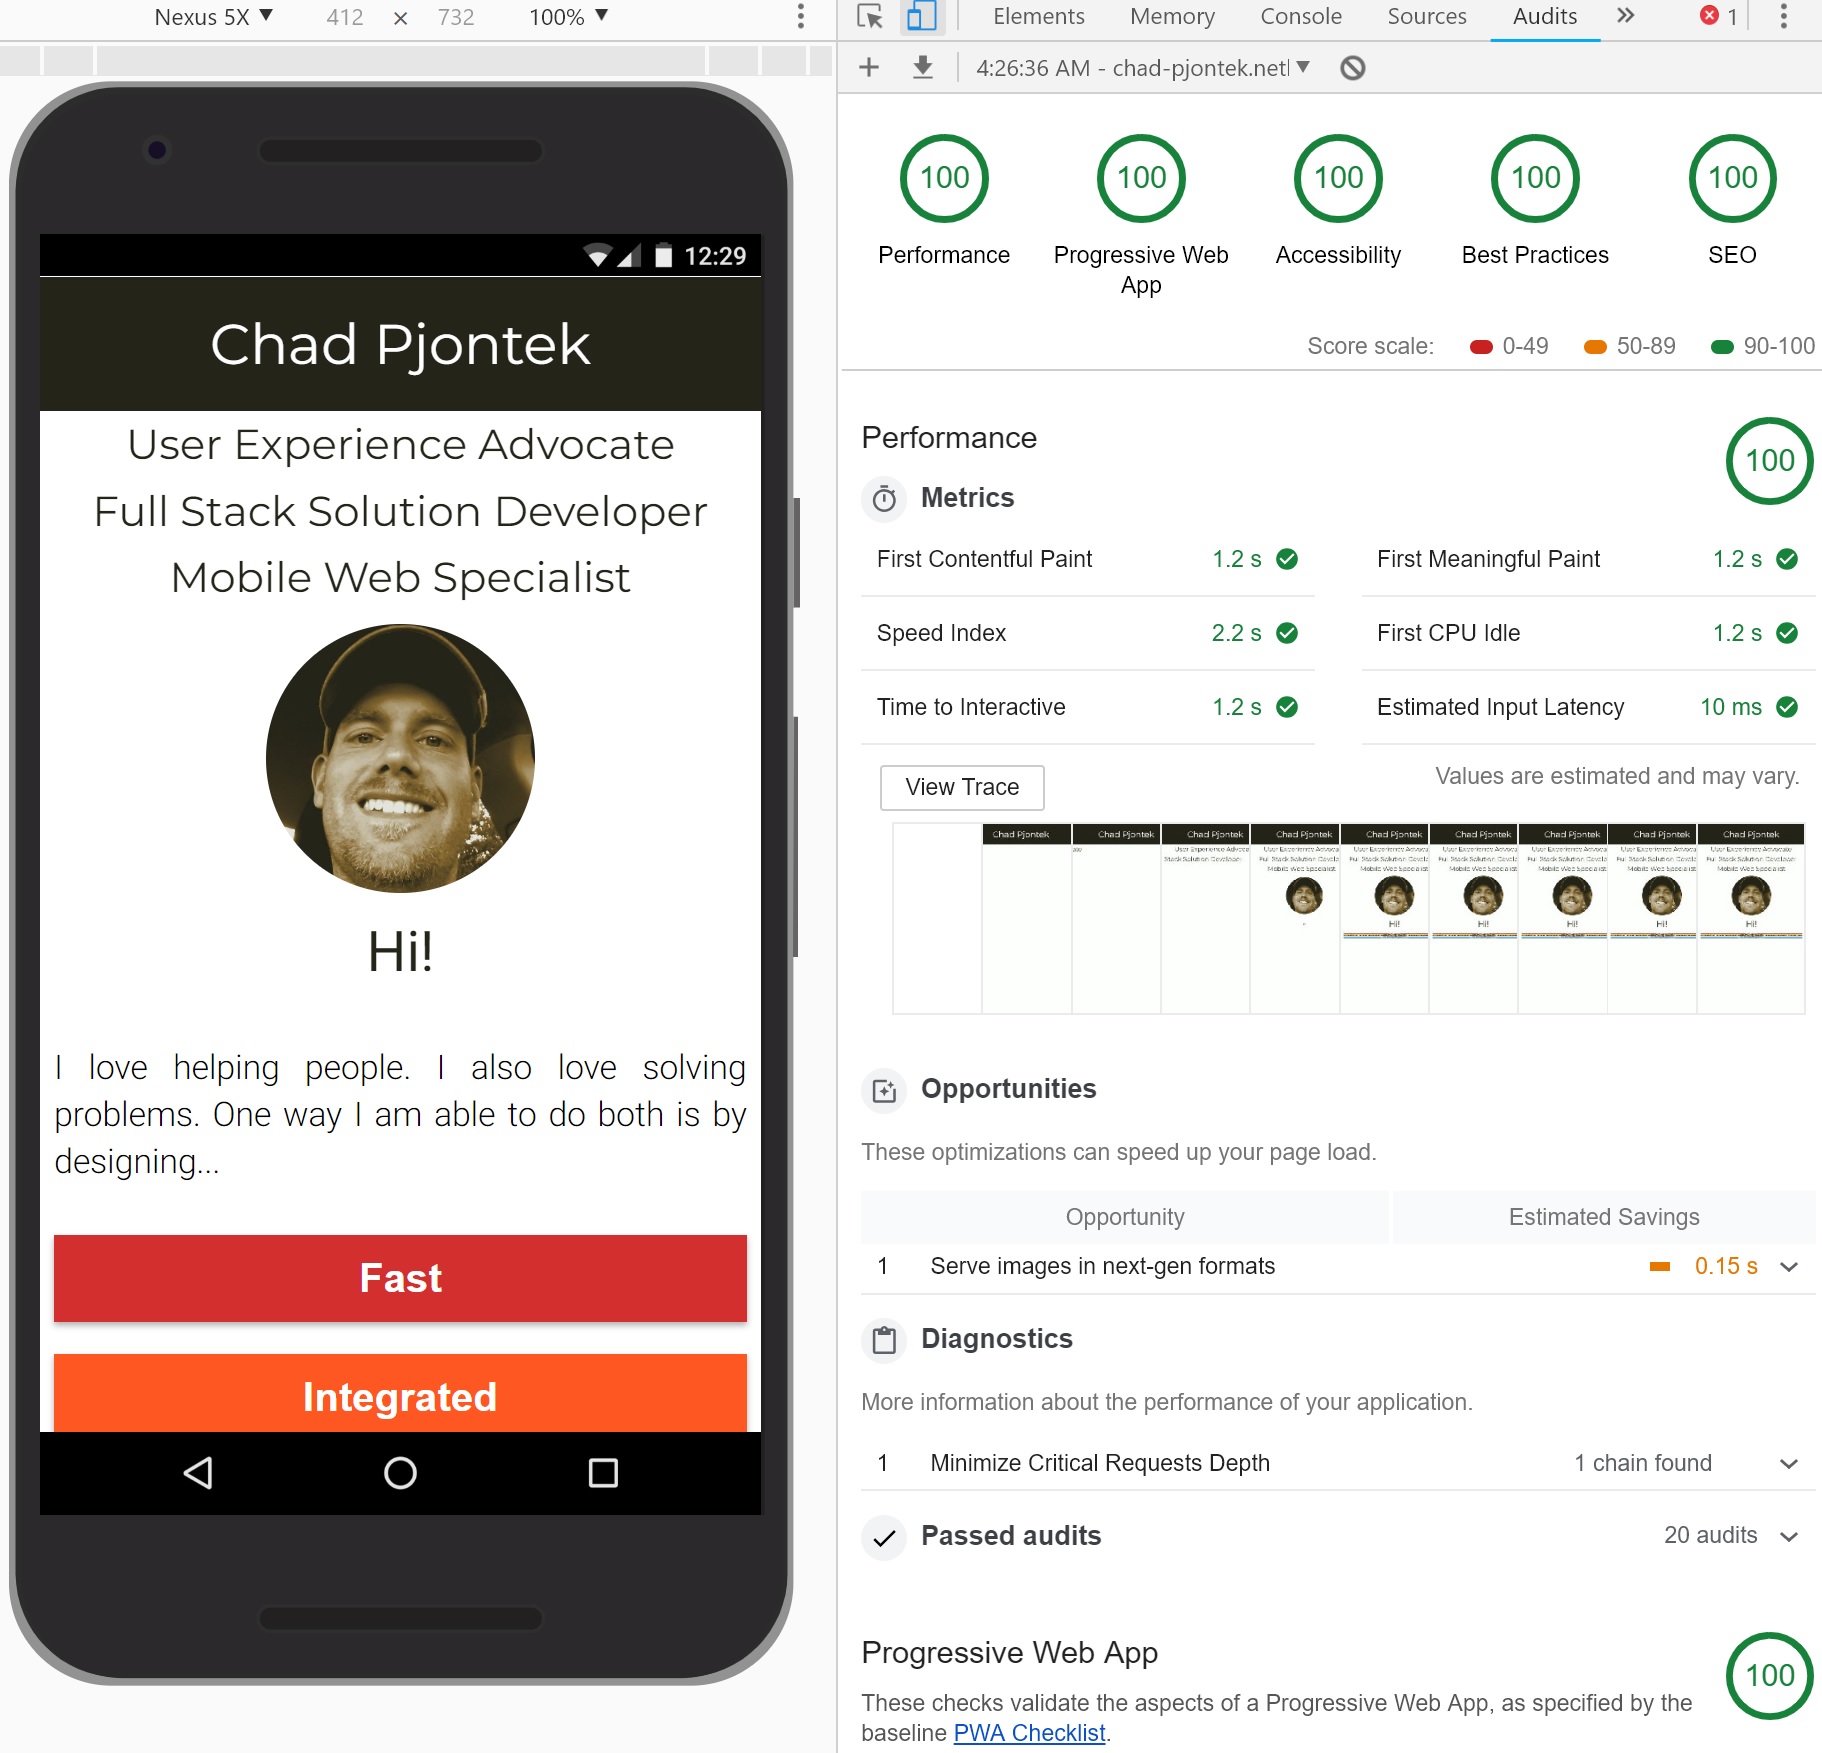 Nexus 5X ▼ 412 × 732 100% ▼
Elements Memory Console Sources Audits » 1
4:26:36 AM - chad-pjontek.netl ▼
12:29
Chad Pjontek
User Experience Advocate
Full Stack Solution Developer
Mobile Web Specialist
Hi!
I love helping people. I also love solving
problems. One way I am able to do both is by
designing...
Fast
Integrated
100 100 100 100 100
Performance Progressive Web Accessibility Best Practices SEO
App
Score scale: 0-49 50-89 90-100
Performance 100
Metrics
First Contentful Paint 1.2 s First Meaningful Paint 1.2 s
Speed Index 2.2 s First CPU Idle 1.2 s
Time to Interactive 1.2 s Estimated Input Latency 10 ms
View Trace Values are estimated and may vary.
Chad Pjontek Chad Pjontek Chad Pjontek Chad Pjontek Chad Pjontek Chad Pjontek Chad Pjontek Chad Pjontek Chad Pjontek
Hi! Hi! Hi! Hi! Hi!
Opportunities
These optimizations can speed up your page load.
Opportunity Estimated Savings
1 Serve images in next-gen formats 0.15 s
Diagnostics
More information about the performance of your application.
1 Minimize Critical Requests Depth 1 chain found
Passed audits 20 audits
Progressive Web App 100
These checks validate the aspects of a Progressive Web App, as specified by the
baseline PWA Checklist.